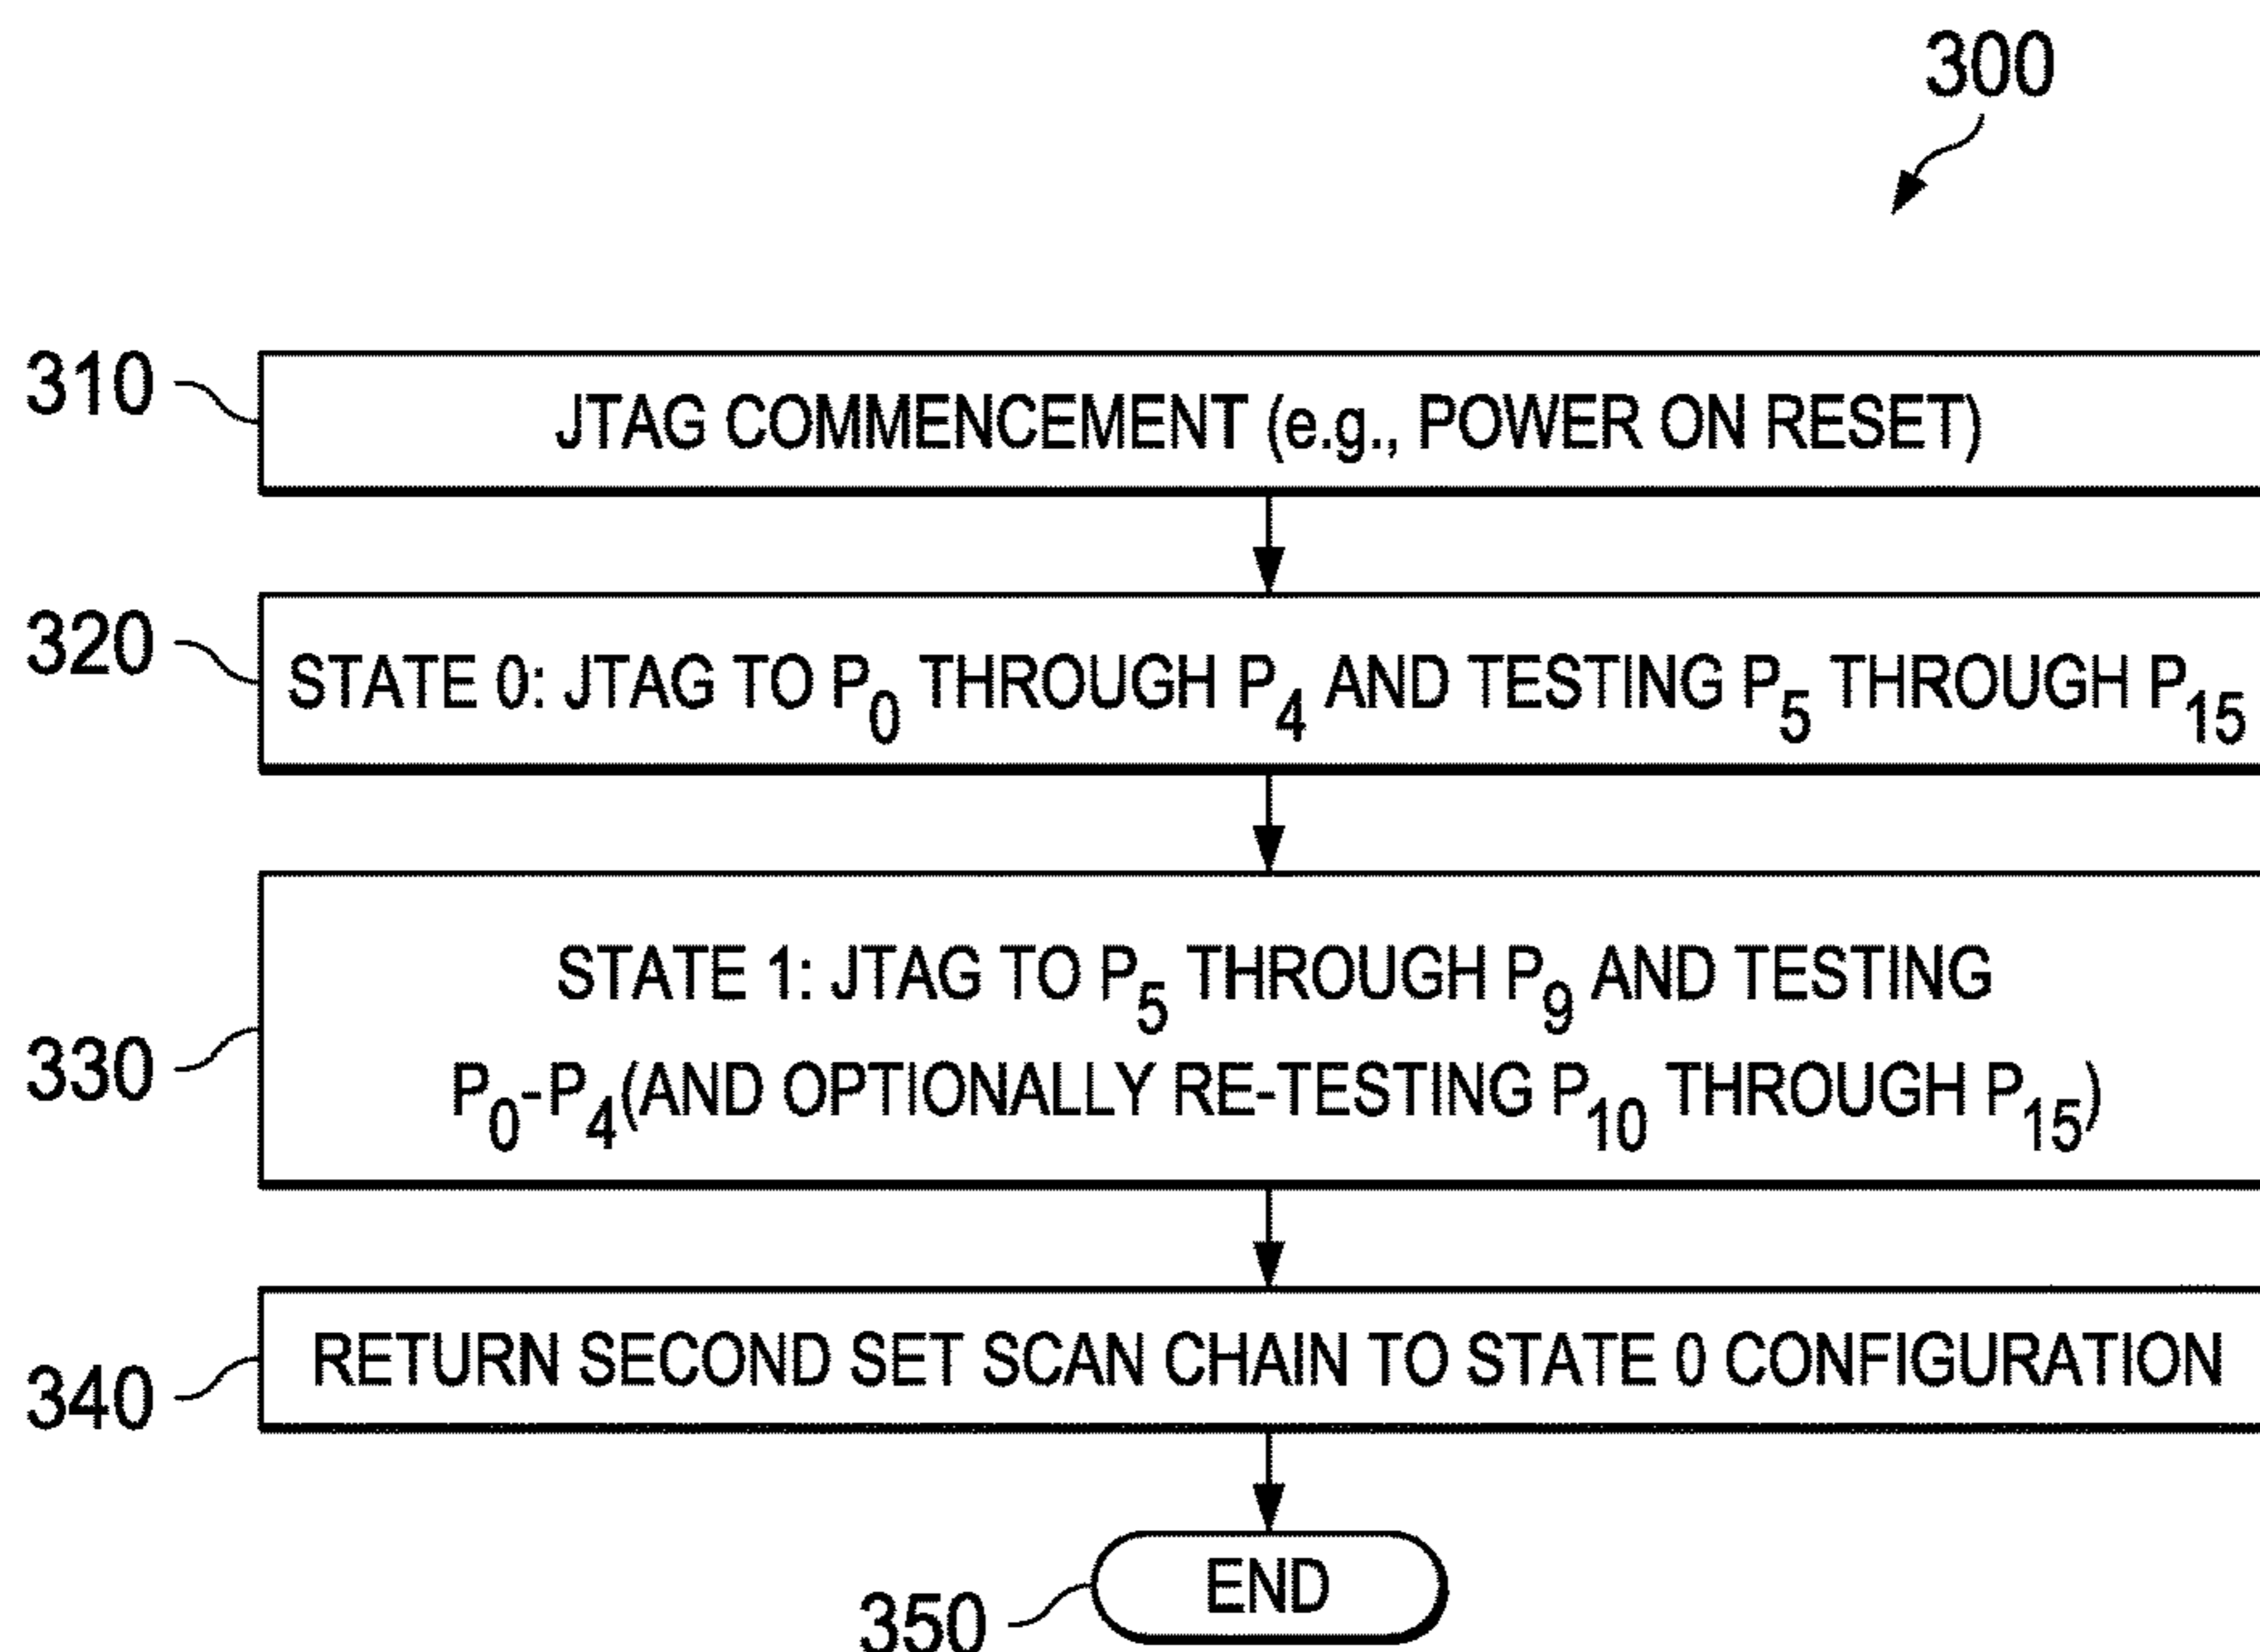 300
310
JTAG COMMENCEMENT (e.g., POWER ON RESET)
320
STATE 0: JTAG TO P0 THROUGH P4 AND TESTING P5 THROUGH P15
330
STATE 1: JTAG TO P5 THROUGH P9 AND TESTING
P0-P4(AND OPTIONALLY RE-TESTING P10 THROUGH P15)
340
RETURN SECOND SET SCAN CHAIN TO STATE 0 CONFIGURATION
350
END